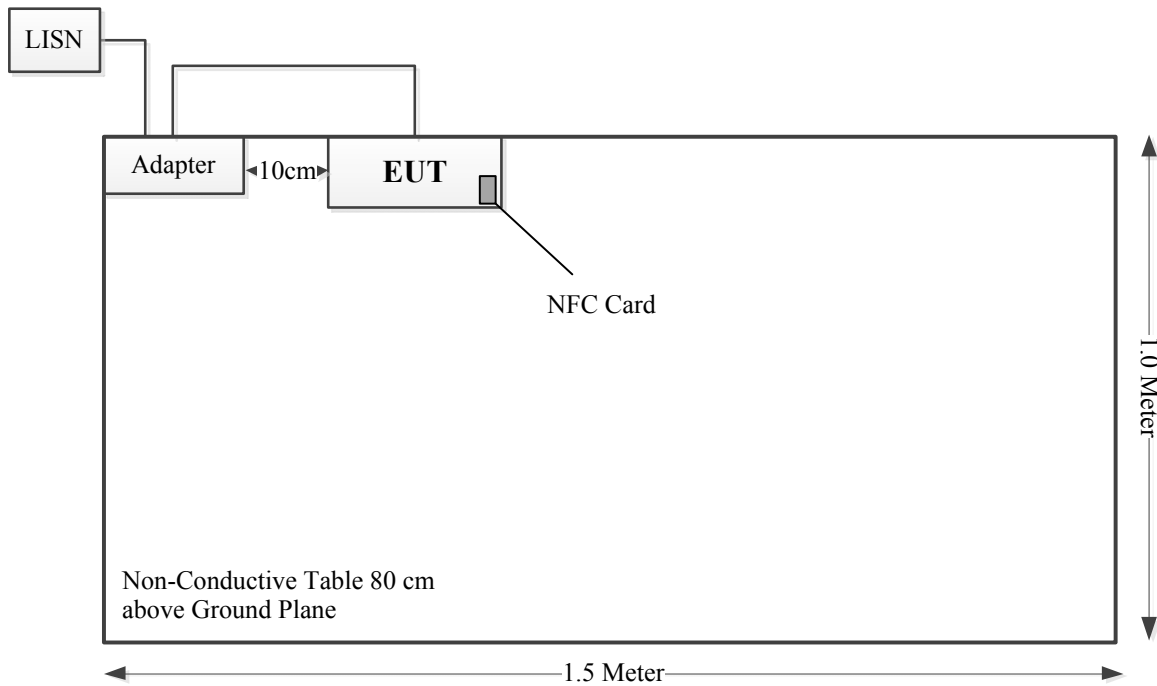 LISN
Adapter
10cm
EUT
NFC Card
1.0 Meter
Non-Conductive Table 80 cm
above Ground Plane
1.5 Meter